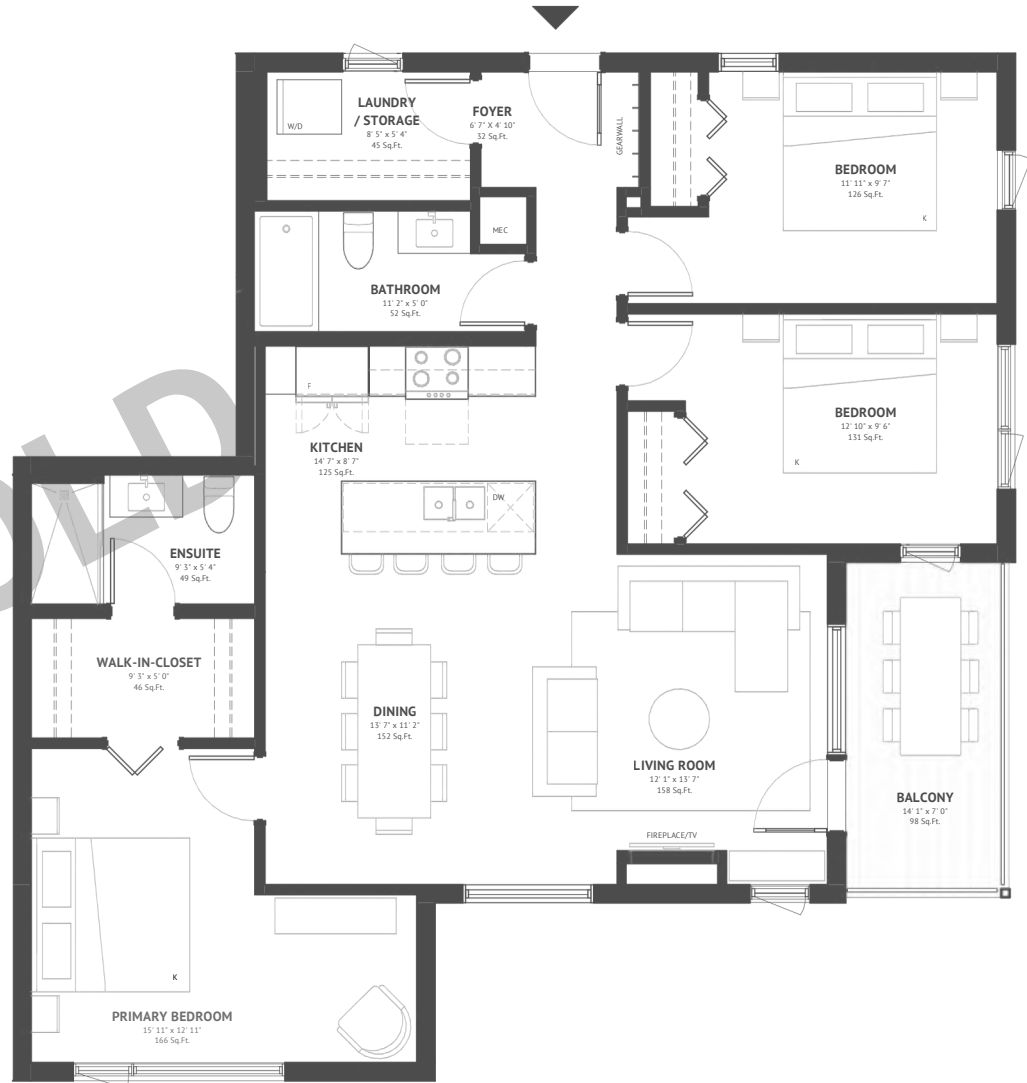 LAUNDRY
/ STORAGE
8' 5" x 5' 4"
45 Sq.Ft.
W/D
FOYER
6' 7" X 4' 10"
32 Sq.Ft.
GEARWALL
BEDROOM
11' 11" x 9' 7"
126 Sq.Ft.
K
MEC
BATHROOM
11' 2" x 5' 0"
52 Sq.Ft.
F
KITCHEN
14' 7" x 8' 7"
125 Sq.Ft.
DW
BEDROOM
12' 10" x 9' 6"
131 Sq.Ft.
K
OLD
ENSUITE
9' 3" x 5' 4"
49 Sq.Ft.
WALK-IN-CLOSET
9' 3" x 5' 0"
46 Sq.Ft.
DINING
13' 7" x 11' 2"
152 Sq.Ft.
LIVING ROOM
12' 1" x 13' 7"
158 Sq.Ft.
FIREPLACE/TV
BALCONY
14' 1" x 7' 0"
98 Sq.Ft.
K
PRIMARY BEDROOM
15' 11" x 12' 11"
166 Sq.Ft.